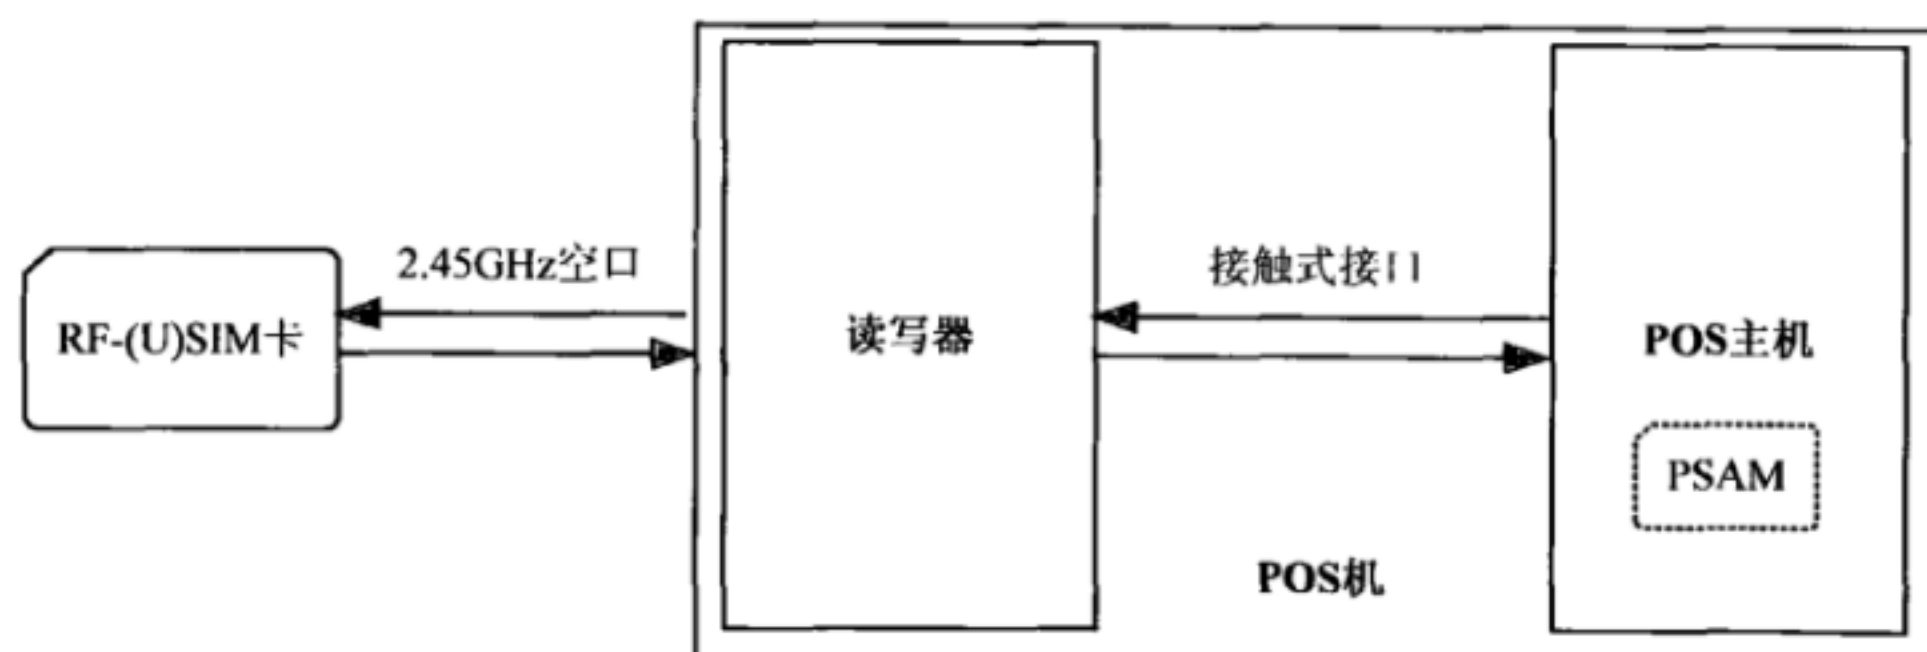 2.45GHz空口
接触式接口
RF-(U)SIM卡
读写器
POS主机
PSAM
POS机